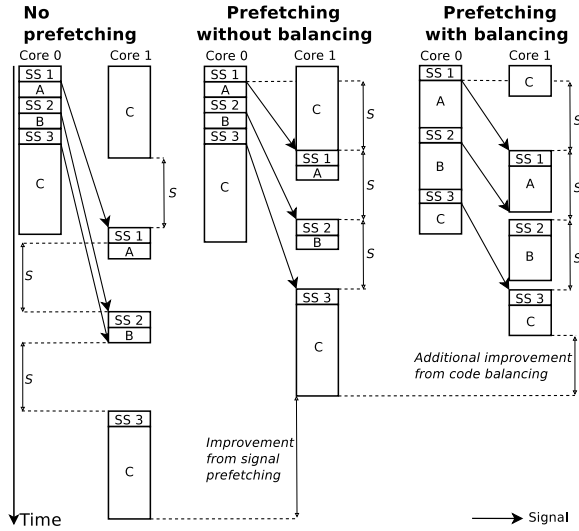 No
prefetching
Prefetching
without balancing
Prefetching
with balancing
Core 0
Core 1
Core 0
Core 1
Core 0
Core 1
SS 1
A
SS 2
B
SS 3
C
C
S
SS 1
A
S
SS 2
B
S
SS 3
C
SS 1
A
SS 2
B
SS 3
C
C
S
SS 1
A
S
SS 2
B
S
SS 3
C
SS 1
A
SS 2
B
SS 3
C
C
S
SS 1
A
S
SS 2
B
S
SS 3
C
Additional improvement
from code balancing
Improvement
from signal
prefetching
Time
Signal